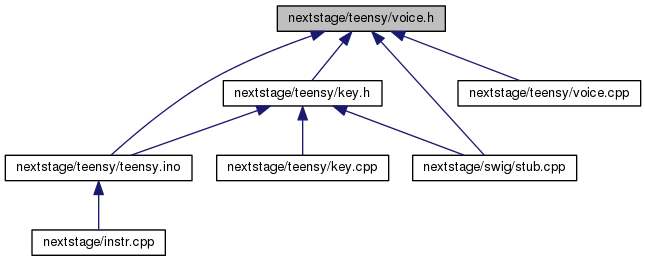 nextstage/teensy/voice.h
nextstage/teensy/key.h
nextstage/teensy/voice.cpp
nextstage/teensy/teensy.ino
nextstage/teensy/key.cpp
nextstage/swig/stub.cpp
nextstage/instr.cpp